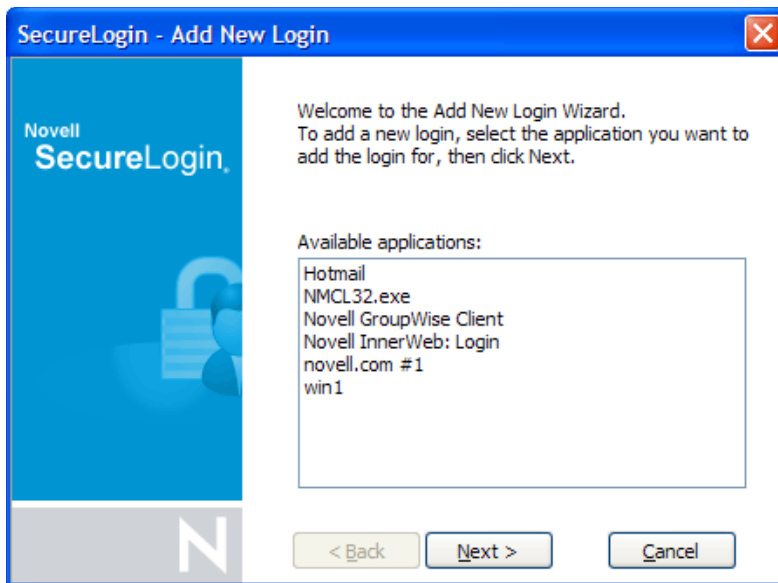 SecureLogin - Add New Login
Novell
SecureLogin®
Welcome to the Add New Login Wizard.
To add a new login, select the application you want to
add the login for, then click Next.
Available applications:
Hotmail
NMCL32.exe
Novell GroupWise Client
Novell InnerWeb: Login
novell.com #1
win1
N
< Back Next > Cancel